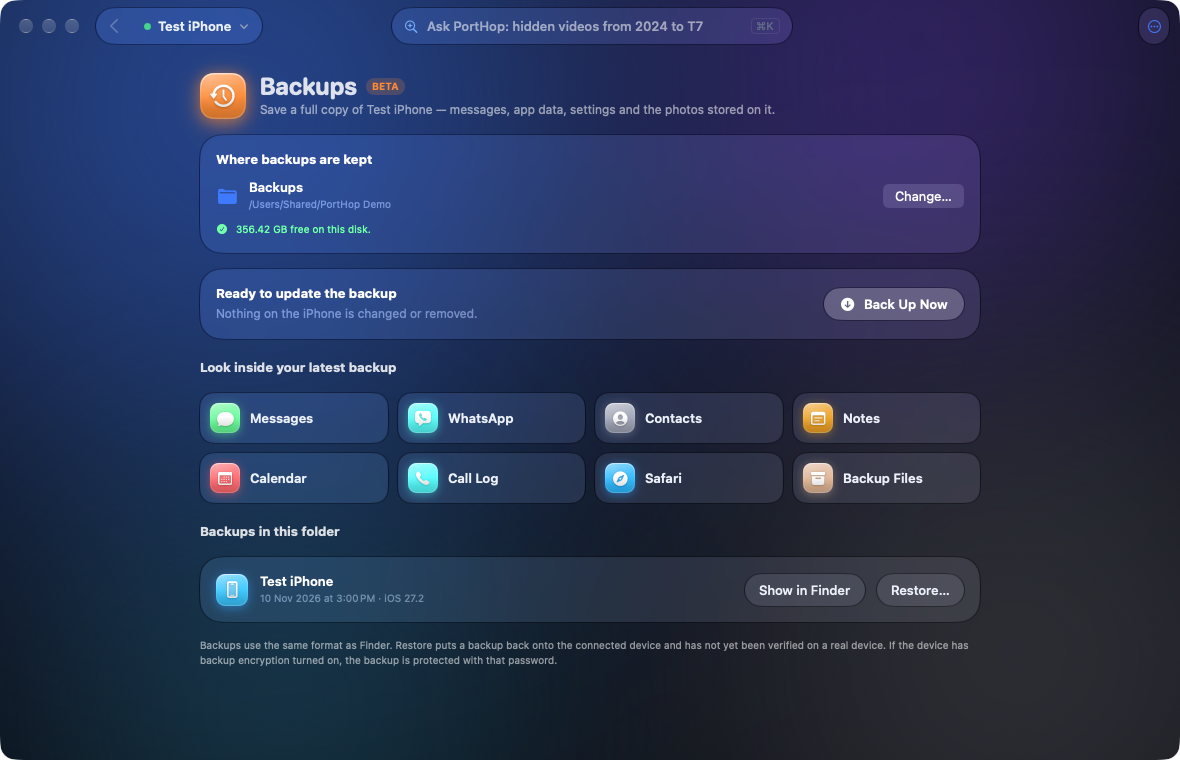 Test iPhone
Ask PortHop: hidden videos from 2024 to T7
⌘K
Backups BETA
Save a full copy of Test iPhone — messages, app data, settings and the photos stored on it.
Where backups are kept
Backups
/Users/Shared/PortHop Demo
Change...
356.42 GB free on this disk.
Ready to update the backup
Nothing on the iPhone is changed or removed.
Back Up Now
Look inside your latest backup
Messages
WhatsApp
Contacts
Notes
Calendar
Call Log
Safari
Backup Files
Backups in this folder
Test iPhone
10 Nov 2026 at 3:00 PM · iOS 27.2
Show in Finder
Restore...
Backups use the same format as Finder. Restore puts a backup back onto the connected device and has not yet been verified on a real device. If the device has
backup encryption turned on, the backup is protected with that password.